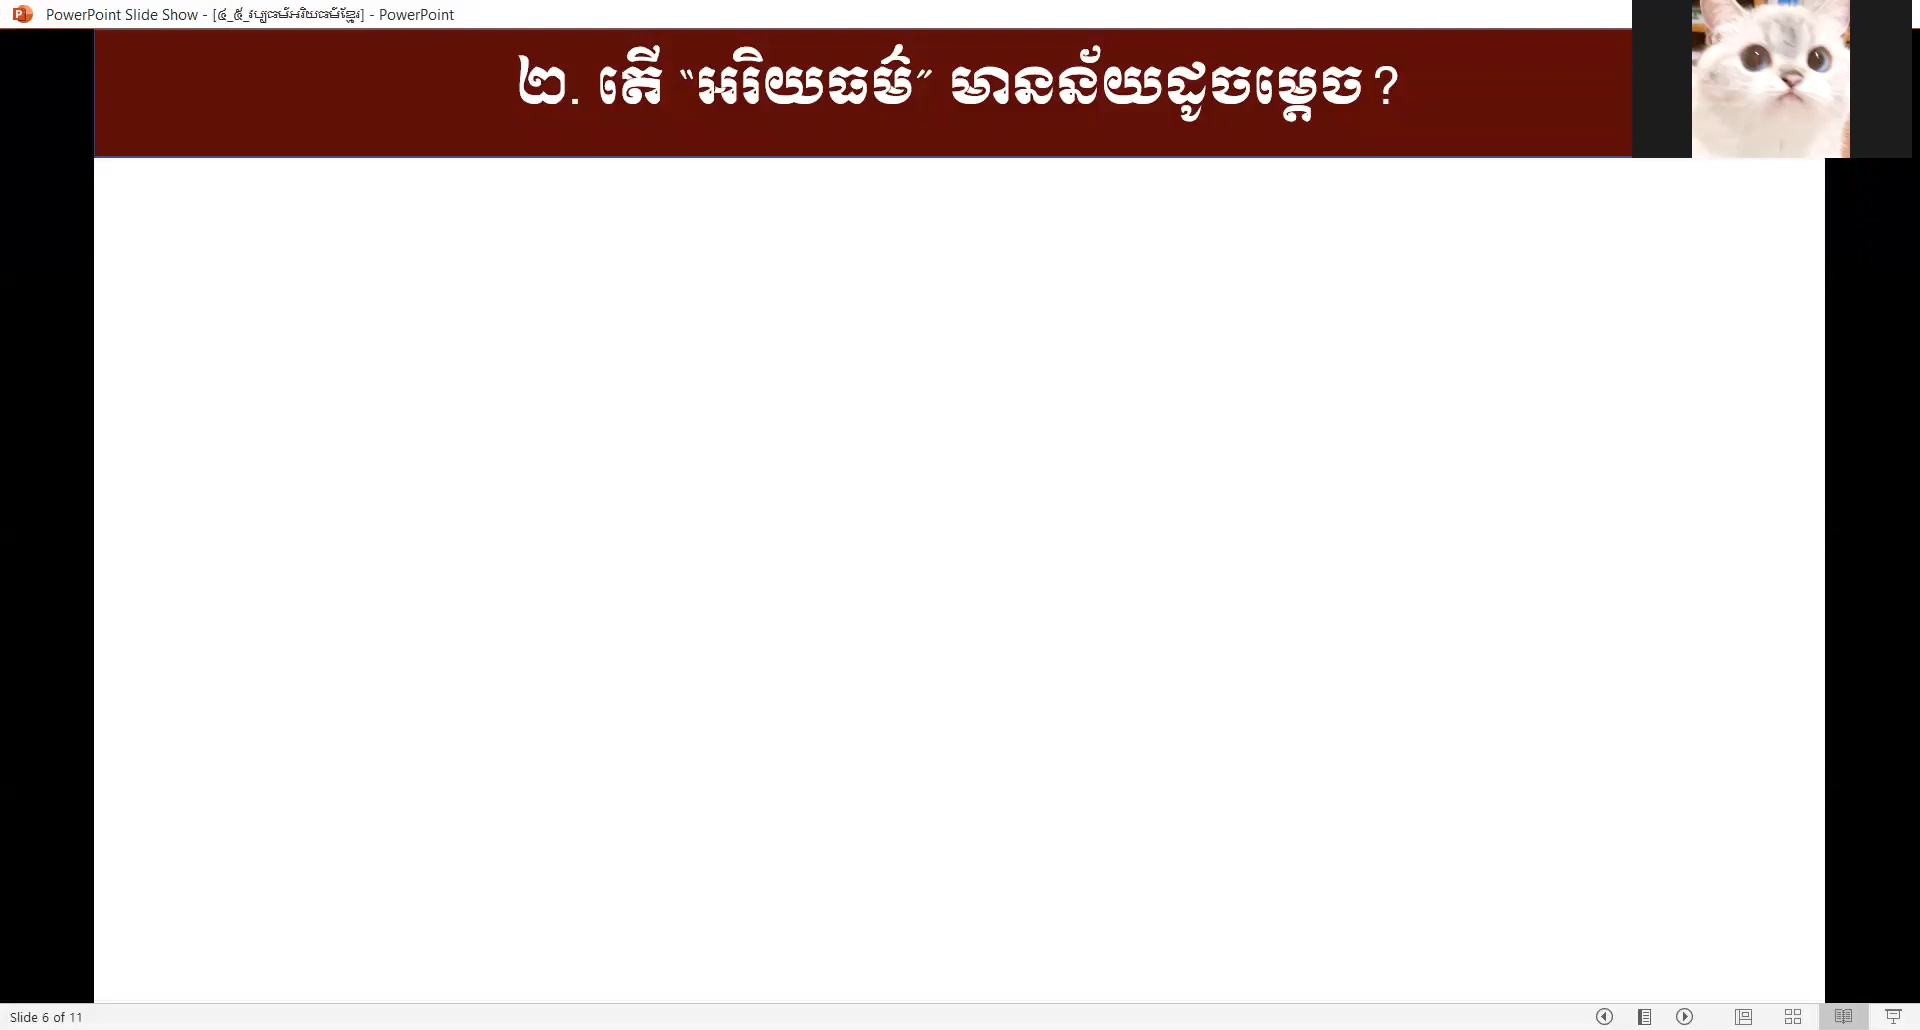 PowerPoint Slide Show - [៤_៥_វប្បធម៌អរិយធម៌ខ្មែរ] - PowerPoint
២. តើ “អរិយធម៌” មានន័យដូចម្ដេច?
Slide 6 of 11